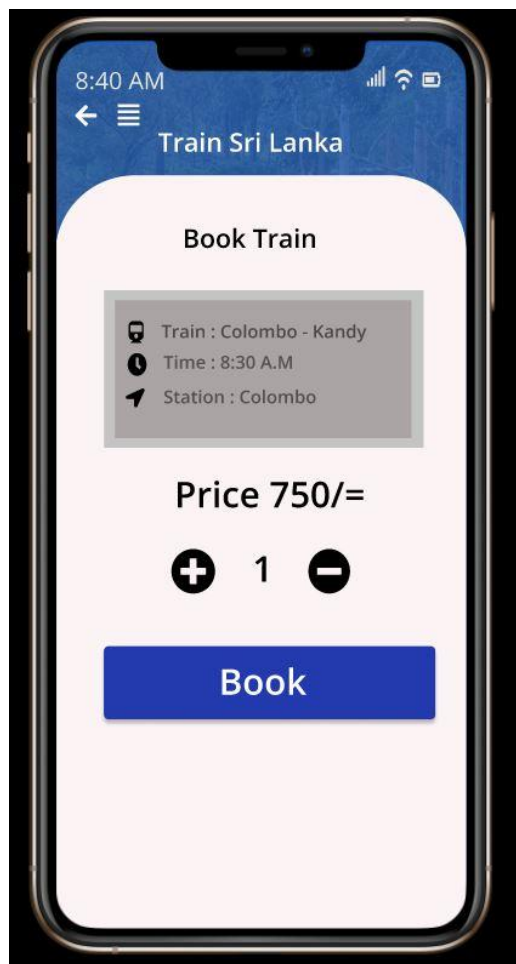 8:40 AM
Train Sri Lanka
Book Train
Train : Colombo - Kandy
Time : 8:30 A.M
Station : Colombo
Price 750/=
1
Book